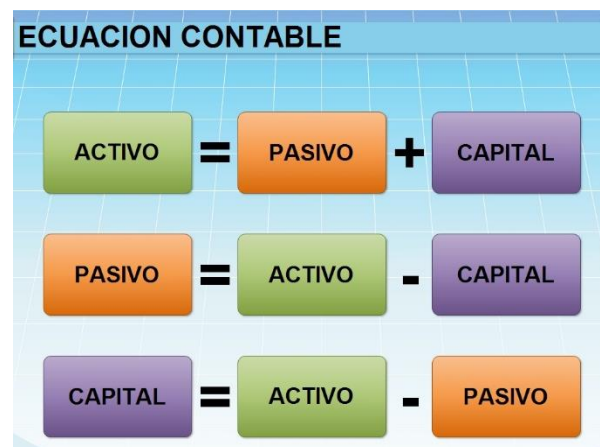 ECUACION CONTABLE
ACTIVO = PASIVO + CAPITAL
PASIVO = ACTIVO - CAPITAL
CAPITAL = ACTIVO - PASIVO